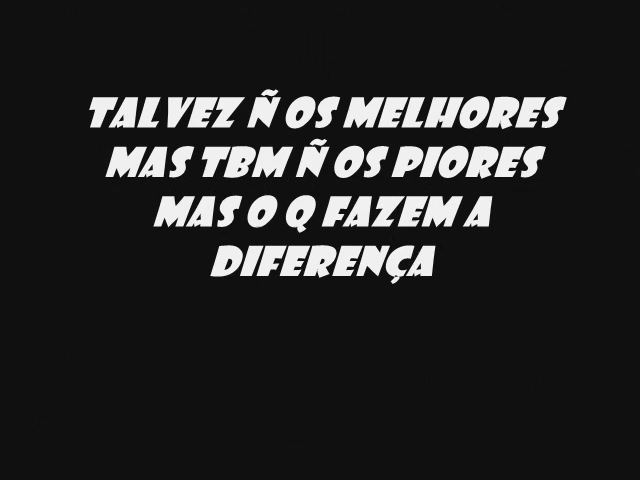 TALVEZ Ñ OS MELHORES
MAS TBM Ñ OS PIORES
MAS O Q FAZEM A
DIFERENÇA